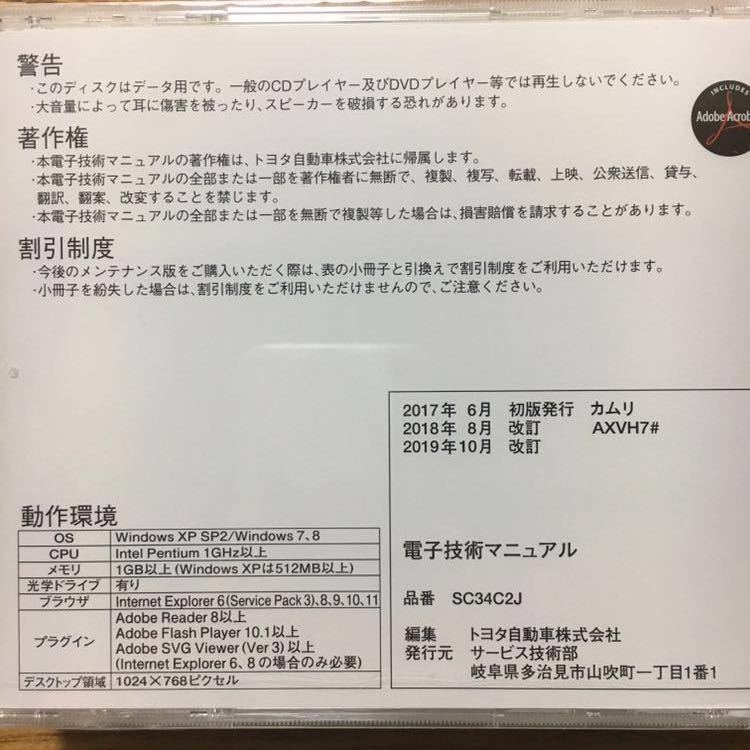 警告
・このディスクはデータ用です。一般のCDプレイヤー及びDVDプレイヤー等では再生しないでください。
・大音量によって耳に傷害を被ったり、スピーカーを破損する恐れがあります。
INCLUDES
Adobe Acrob
著作権
・本電子技術マニュアルの著作権は、トヨタ自動車株式会社に帰属します。
・本電子技術マニュアルの全部または一部を著作権者に無断で、複製、複写、転載、上映、公衆送信、貸与、
翻訳、翻案、改変することを禁じます。
・本電子技術マニュアルの全部または一部を無断で複製等した場合は、損害賠償を請求することがあります。
割引制度
・今後のメンテナンス版をご購入いただく際は、表の小冊子と引換えで割引制度をご利用いただけます。
・小冊子を紛失した場合は、割引制度をご利用いただけませんので、ご注意ください。
動作環境
OS Windows XP SP2/Windows 7、8
CPU Intel Pentium 1GHz以上
メモリ 1GB以上(Windows XPは512MB以上)
光学ドライブ 有り
ブラウザ Internet Explorer 6(Service Pack 3)、8、9、10、11
プラグイン Adobe Reader 8以上
Adobe Flash Player 10.1以上
Adobe SVG Viewer (Ver 3) 以上
(Internet Explorer 6、8 の場合のみ必要)
デスクトップ領域 1024×768ピクセル
2017年 6月 初版発行 カムリ
2018年 8月 改訂 AXVH7#
2019年10月 改訂
電子技術マニュアル
品番 SC34C2J
編集 トヨタ自動車株式会社
発行元 サービス技術部
岐阜県多治見市山吹町一丁目1番1